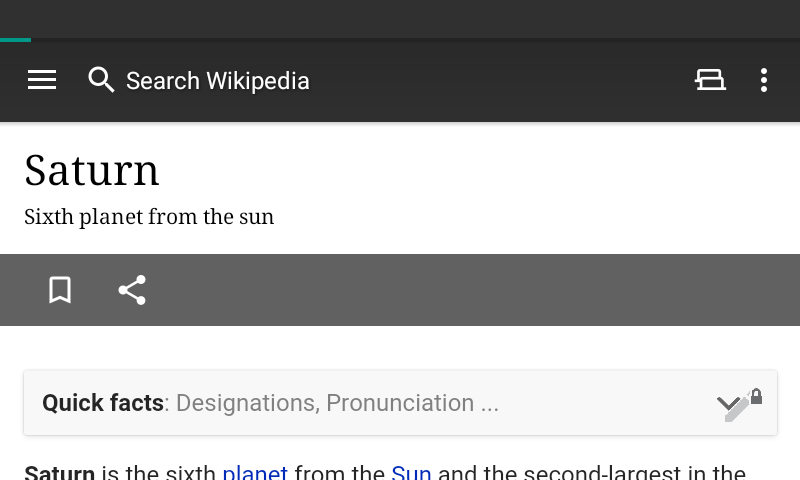 Search Wikipedia
Saturn
Sixth planet from the sun
Quick facts: Designations, Pronunciation ...
Saturn is the sixth planet from the Sun and the second-largest in the